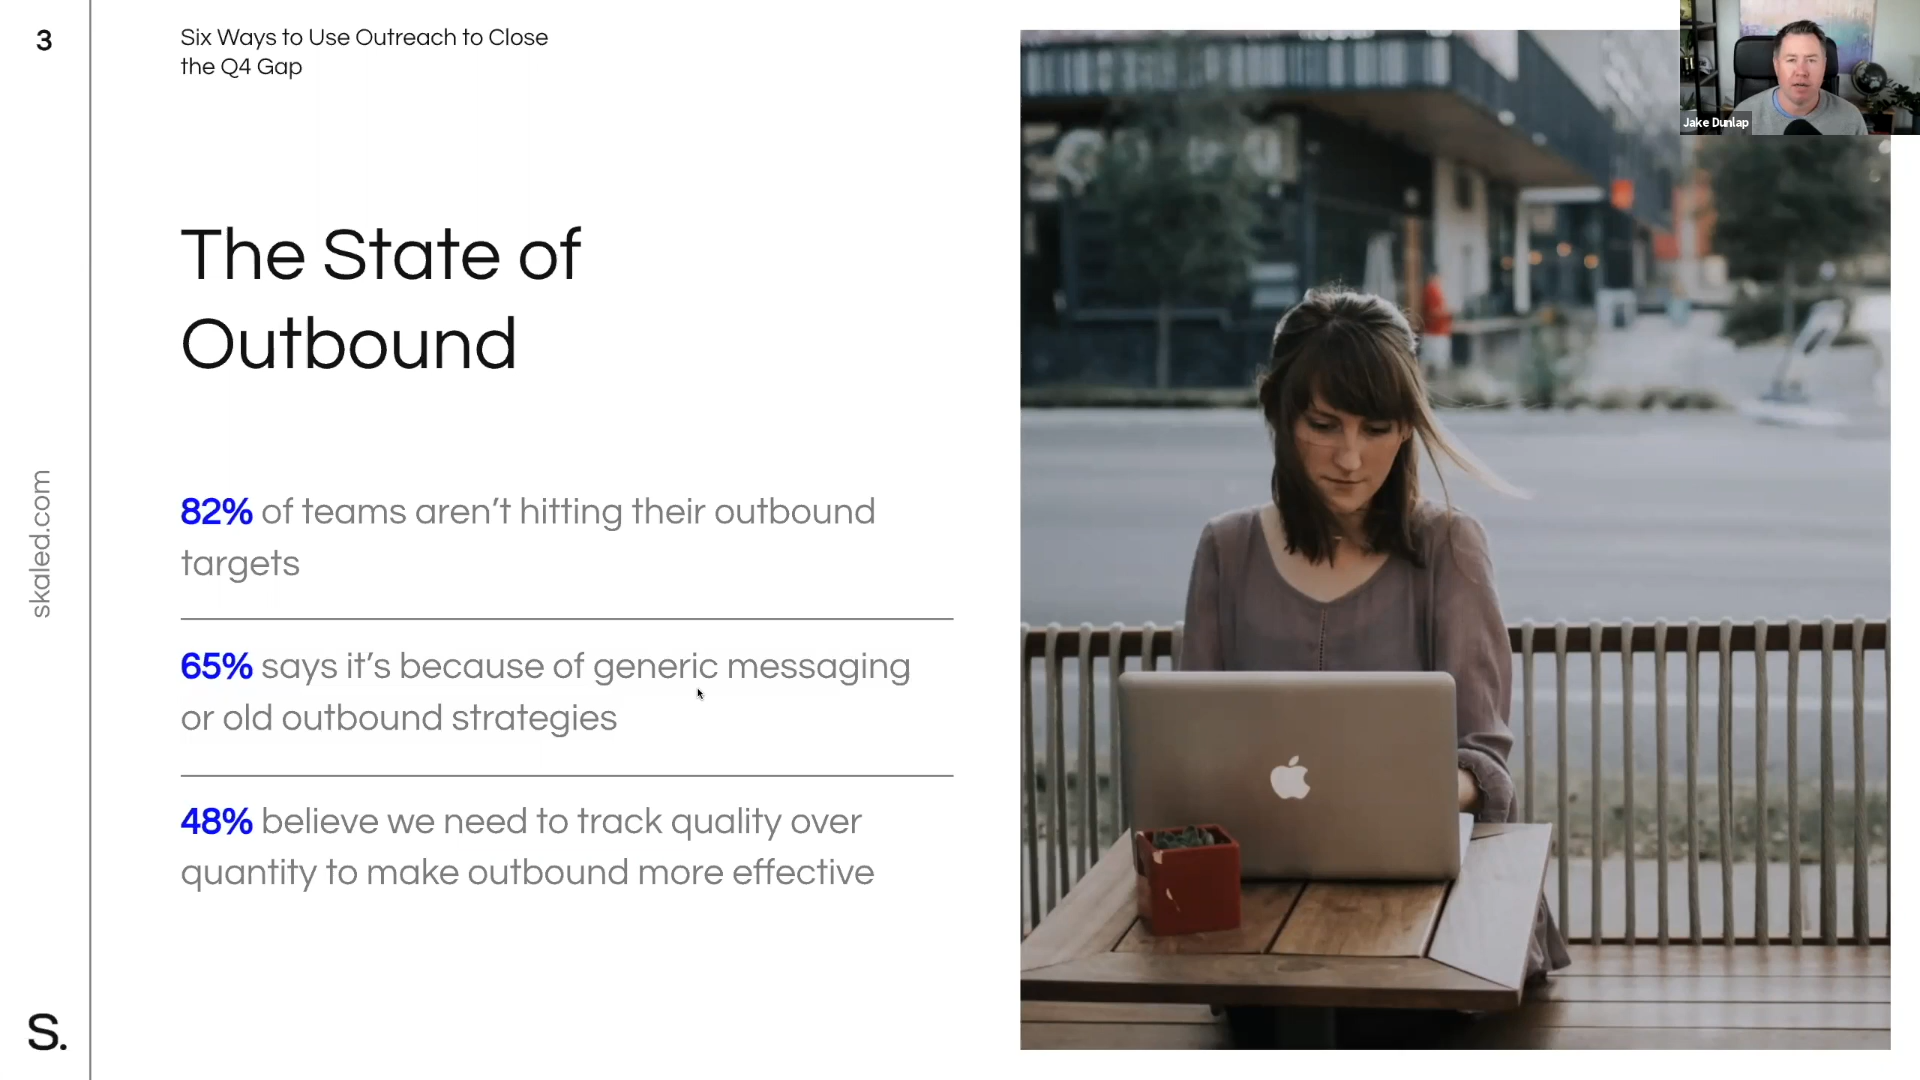 3
Six Ways to Use Outreach to Close
the Q4 Gap
Jake Dunlap
The State of
Outbound
82% of teams aren’t hitting their outbound
targets
65% says it’s because of generic messaging
or old outbound strategies
48% believe we need to track quality over
quantity to make outbound more effective
skaled.com
S.